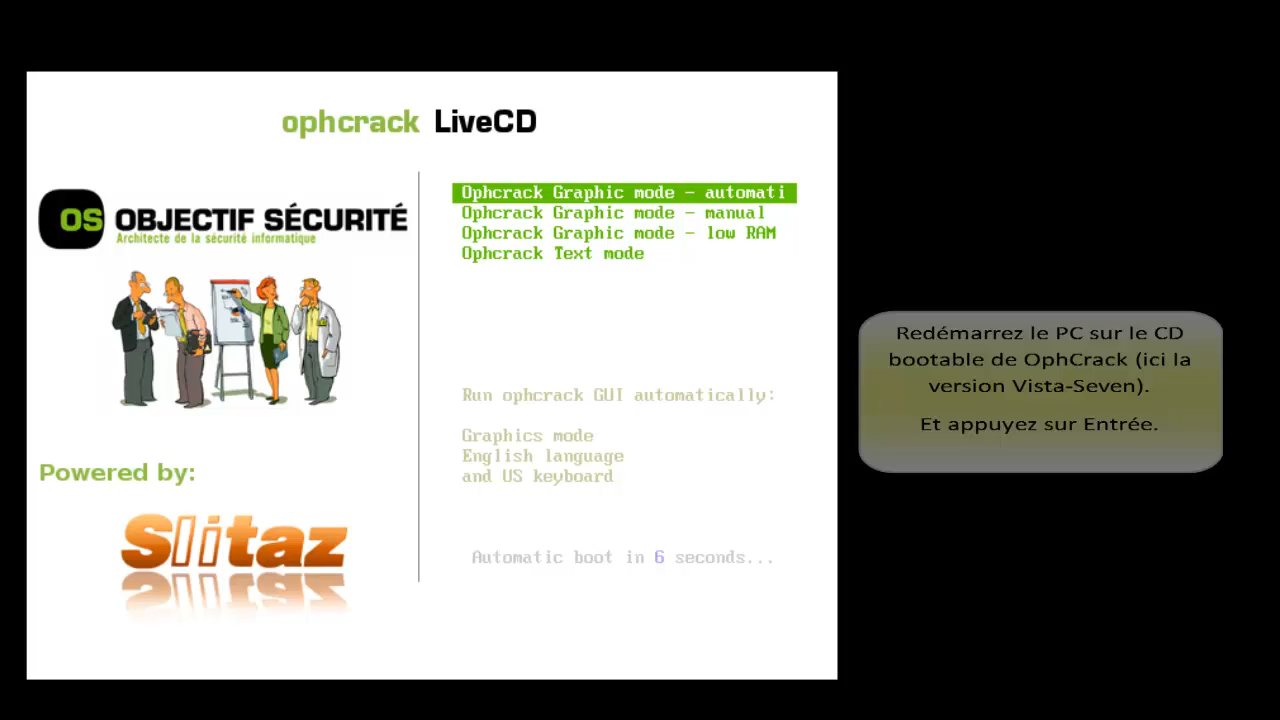 ophcrack LiveCD
OS OBJECTIF SÉCURITÉ
Architecte de la sécurité informatique
Powered by:
Slitaz
Ophcrack Graphic mode - automati
Ophcrack Graphic mode - manual
Ophcrack Graphic mode - low RAM
Ophcrack Text mode
Run ophcrack GUI automatically:
Graphics mode
English language
and US keyboard
Automatic boot in 6 seconds...
Redémarrez le PC sur le CD
bootable de OphCrack (ici la
version Vista-Seven).
Et appuyez sur Entrée.